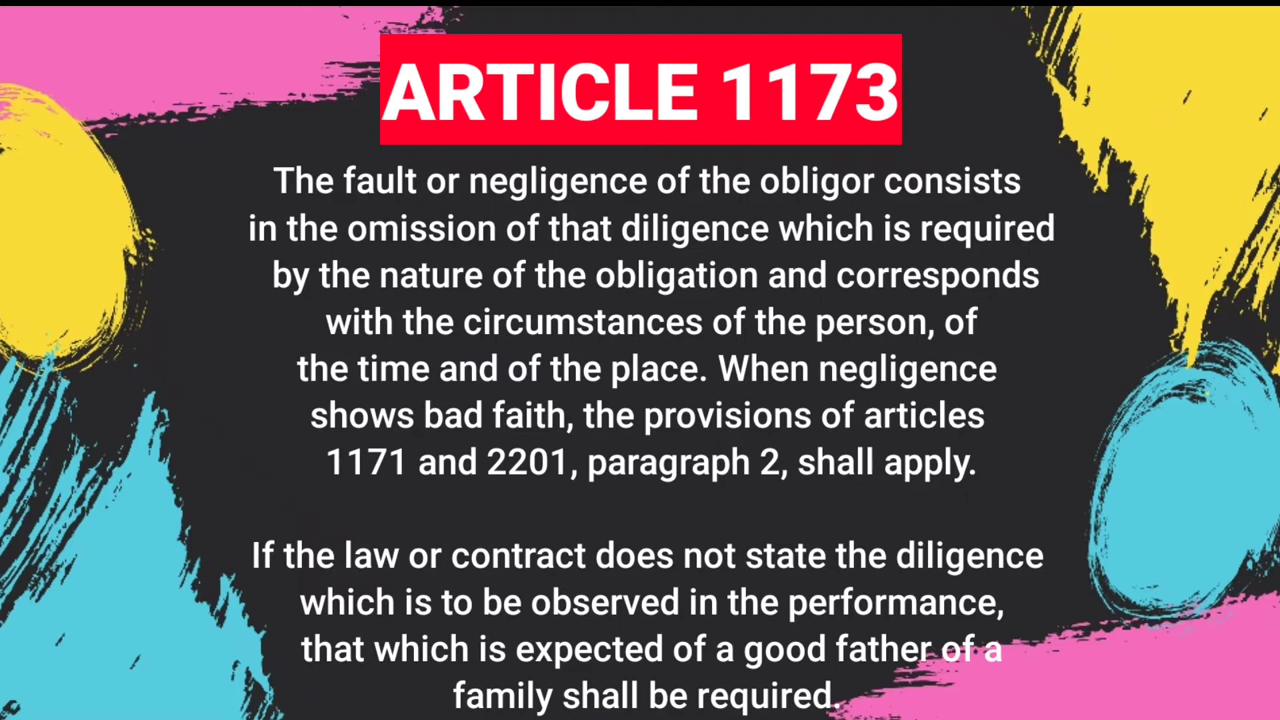 ARTICLE 1173
The fault or negligence of the obligor consists
in the omission of that diligence which is required
by the nature of the obligation and corresponds
with the circumstances of the person, of
the time and of the place. When negligence
shows bad faith, the provisions of articles
1171 and 2201, paragraph 2, shall apply.
If the law or contract does not state the diligence
which is to be observed in the performance,
that which is expected of a good father of a
family shall be required.